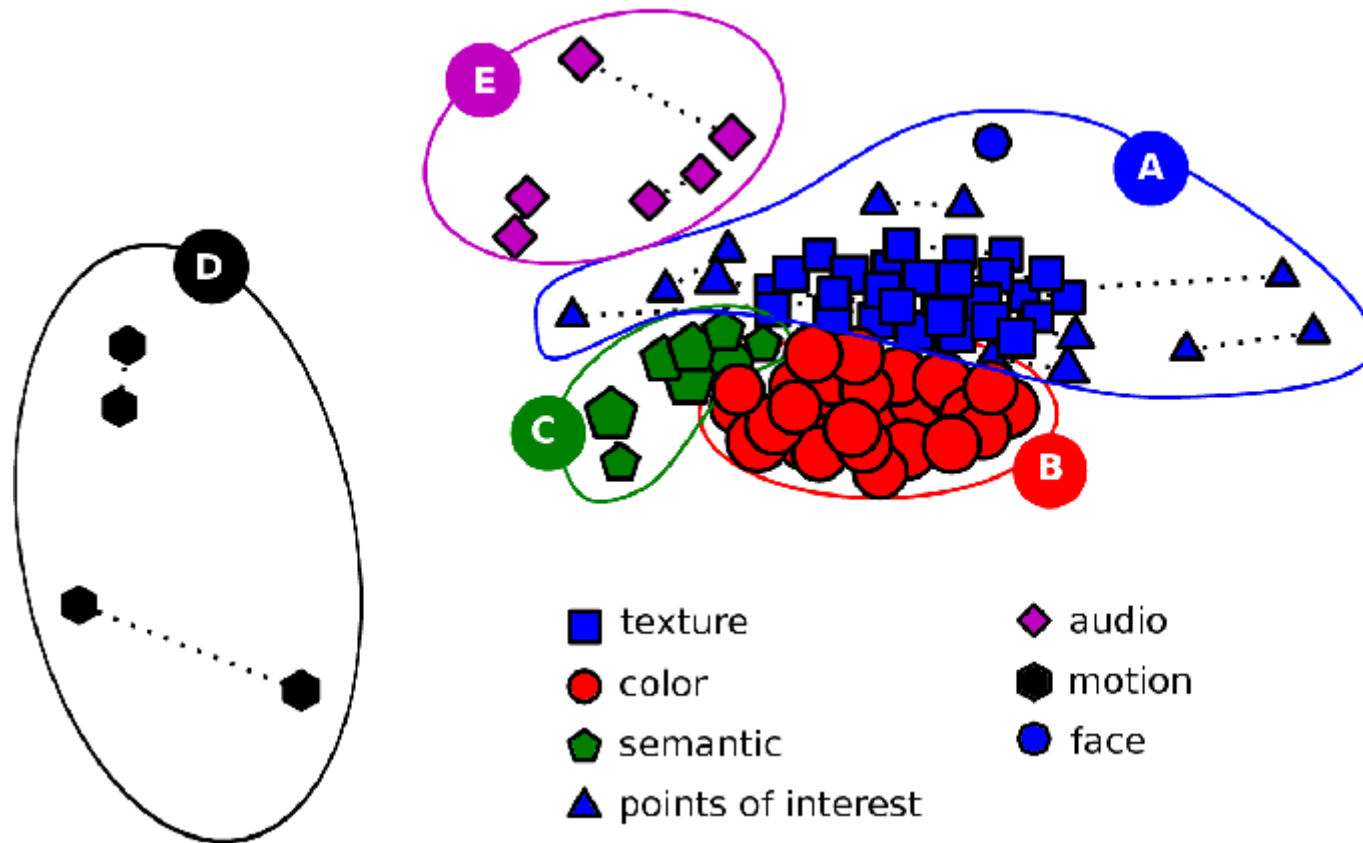 E
A
D
C
B
texture
color
semantic
points of interest
audio
motion
face